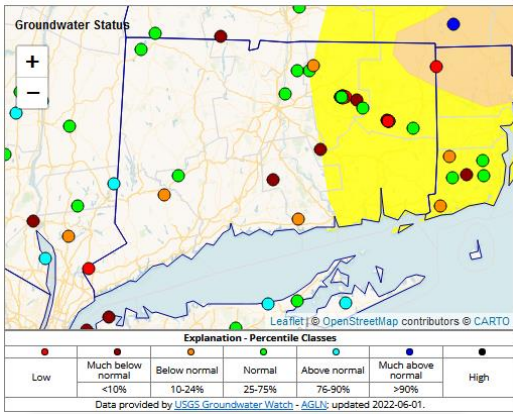 Groundwater Status
+
−
Leaflet | © OpenStreetMap contributors © CARTO
Explanation - Percentile Classes
Low Much below normal Below normal Normal Above normal Much above normal High
<10% 10-24% 25-75% 76-90% >90%
Data provided by USGS Groundwater Watch - AGLN; updated 2022-06-01.